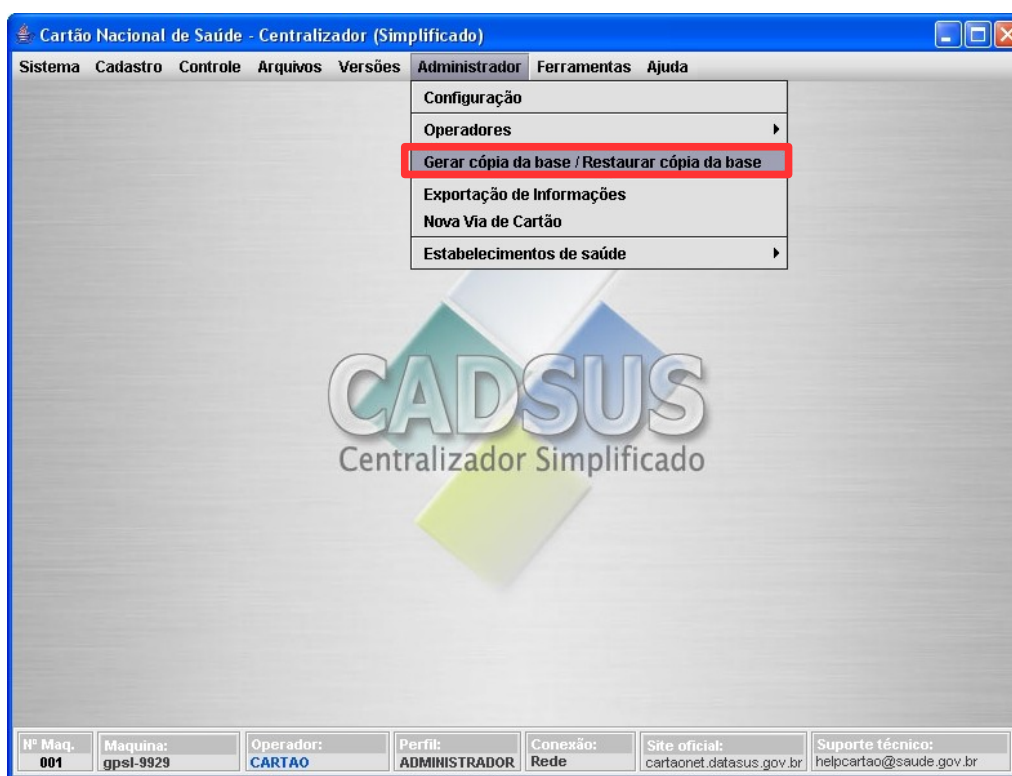 Cartão Nacional de Saúde - Centralizador (Simplificado)
Sistema Cadastro Controle Arquivos Versões Administrador Ferramentas Ajuda
Configuração
Operadores
Gerar cópia da base / Restaurar cópia da base
Exportação de Informações
Nova Via de Cartão
Estabelecimentos de saúde
CADSUS
Centralizador Simplificado
Nº Maq. Maquina: Operador: Perfil: Conexão: Site oficial: Suporte técnico:
001 gpsl-9929 CARTAO ADMINISTRADOR Rede cartaonet.datasus.gov.br helpcartao@saude.gov.br